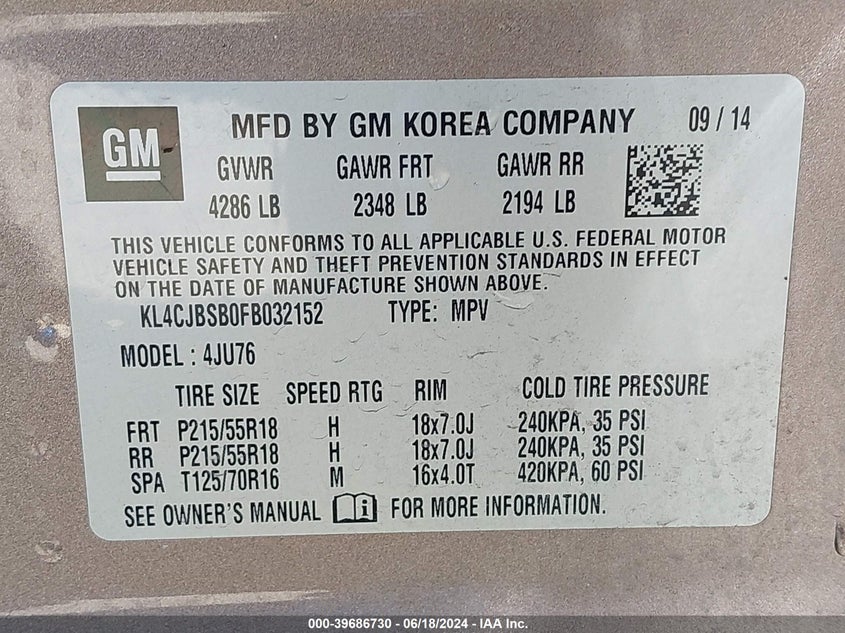 GM MFD BY GM KOREA COMPANY 09 / 14
GVWR GAWR FRT GAWR RR
4286 LB 2348 LB 2194 LB
THIS VEHICLE CONFORMS TO ALL APPLICABLE U.S. FEDERAL MOTOR
VEHICLE SAFETY AND THEFT PREVENTION STANDARDS IN EFFECT
ON THE DATE OF MANUFACTURE SHOWN ABOVE.
KL4CJBSB0FB032152 TYPE: MPV
MODEL : 4JU76
TIRE SIZE SPEED RTG RIM COLD TIRE PRESSURE
FRT P215/55R18 H 18x7.0J 240KPA, 35 PSI
RR P215/55R18 H 18x7.0J 240KPA, 35 PSI
SPA T125/70R16 M 16x4.0T 420KPA, 60 PSI
SEE OWNER'S MANUAL FOR MORE INFORMATION.
000-39686730 - 06/18/2024 - IAA Inc.